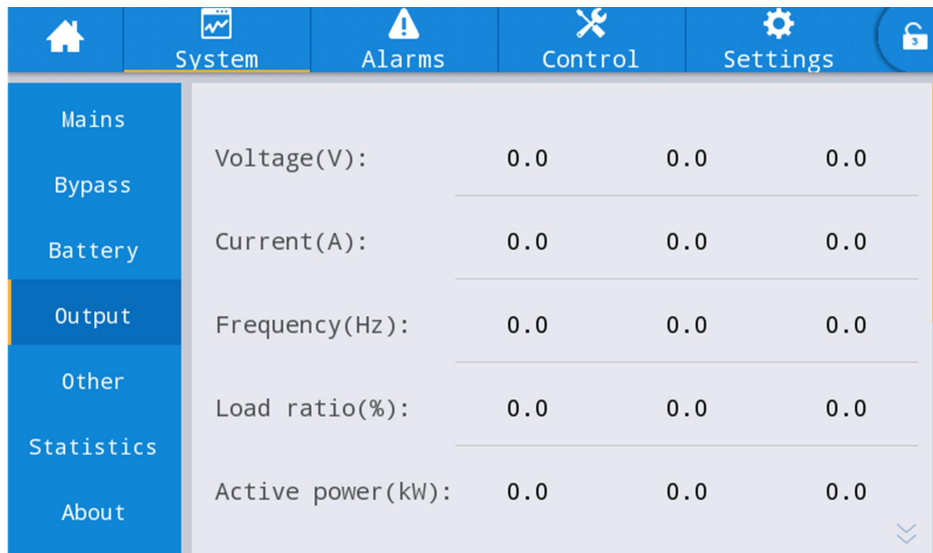 System Alarms Control Settings 3
Mains
Bypass
Battery
Output
Other
Statistics
About
Voltage(V): 0.0 0.0 0.0
Current(A): 0.0 0.0 0.0
Frequency(Hz): 0.0 0.0 0.0
Load ratio(%): 0.0 0.0 0.0
Active power(kW): 0.0 0.0 0.0